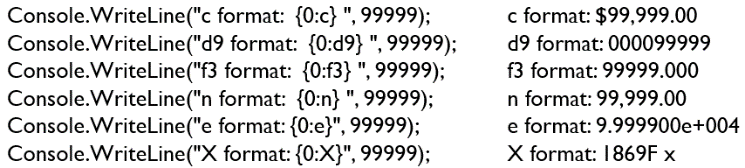 Console.WriteLine("c format: {0:c} ", 99999); c format: $99,999.00
Console.WriteLine("d9 format: {0:d9} ", 99999); d9 format: 000099999
Console.WriteLine("f3 format: {0:f3} ", 99999); f3 format: 99999.000
Console.WriteLine("n format: {0:n} ", 99999); n format: 99,999.00
Console.WriteLine("e format: {0:e}", 99999); e format: 9.999900e+004
Console.WriteLine("X format: {0:X}", 99999); X format: 1869F x